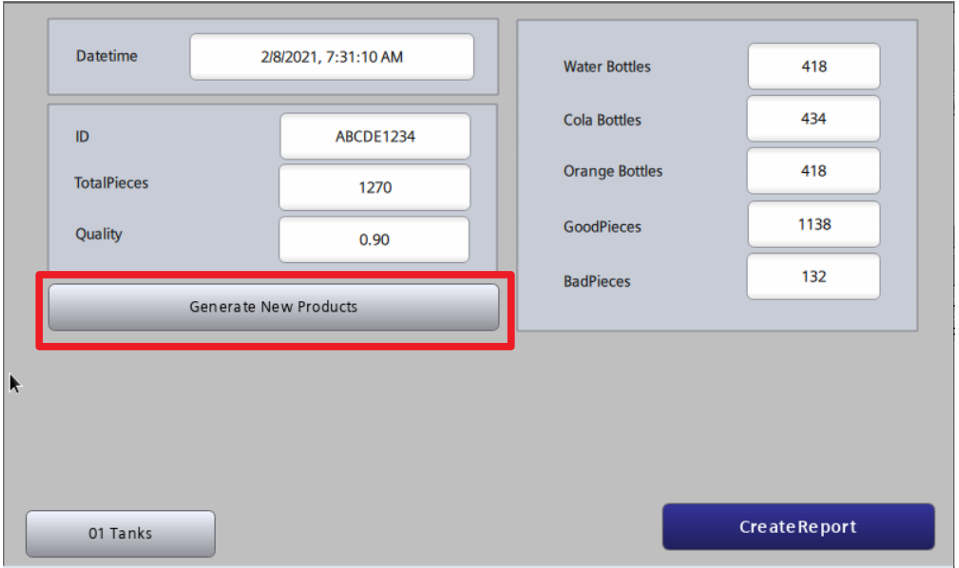 Datetime 2/8/2021, 7:31:10 AM
ID ABCDE1234
TotalPieces 1270
Quality 0.90
Generate New Products
Water Bottles 418
Cola Bottles 434
Orange Bottles 418
GoodPieces 1138
BadPieces 132
01 Tanks
CreateReport